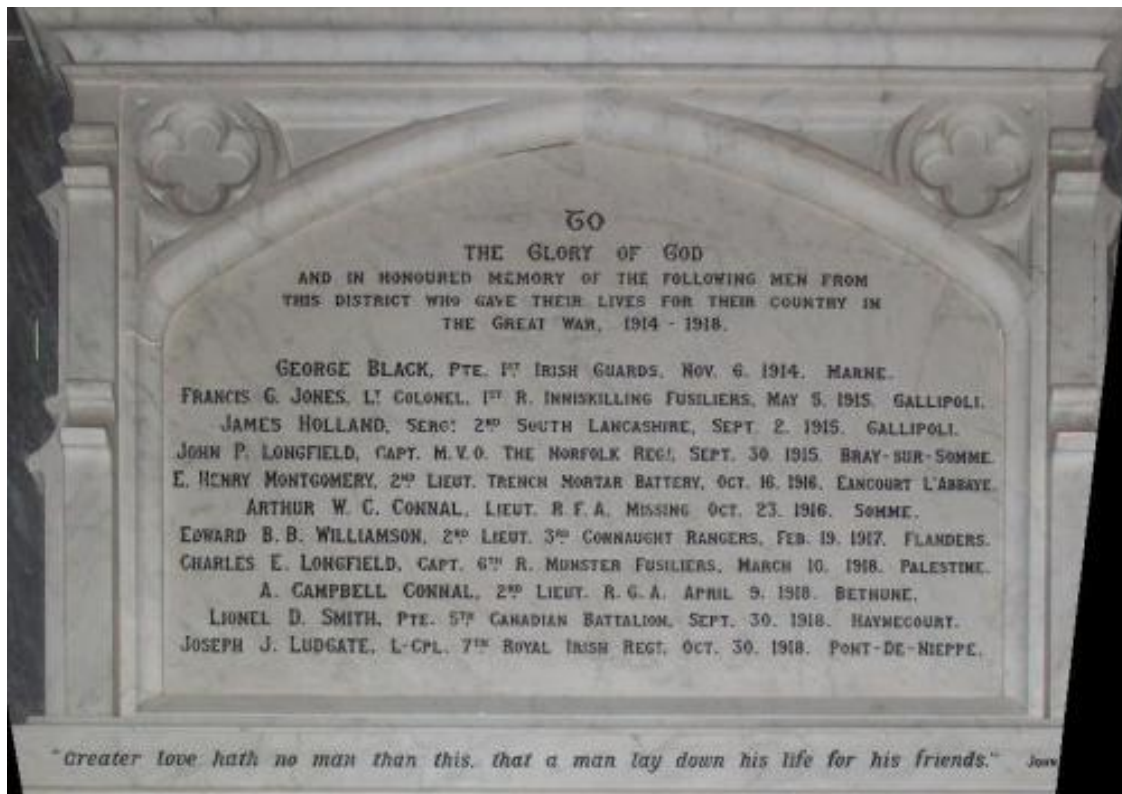 TO
THE GLORY OF GOD
AND IN HONOURED MEMORY OF THE FOLLOWING MEN FROM
THIS DISTRICT WHO GAVE THEIR LIVES FOR THEIR COUNTRY IN
THE GREAT WAR, 1914 - 1918.
GEORGE BLACK, PTE. 1ST IRISH GUARDS, NOV. 6. 1914. MARNE.
FRANCIS G. JONES, LT COLONEL, 1ST R. INNISKILLING FUSILIERS, MAY 5, 1915. GALLIPOLI.
JAMES HOLLAND, SERGT 2ND SOUTH LANCASHIRE, SEPT. 2. 1915. GALLIPOLI.
JOHN P. LONGFIELD, CAPT. M.V.O. THE NORFOLK REGT, SEPT. 30. 1915. BRAY-SUR-SOMME.
E. HENRY MONTGOMERY, 2ND LIEUT. TRENCH MORTAR BATTERY, OCT. 16. 1916. EANCOURT L'ABBAYE.
ARTHUR W. C. CONNAL, LIEUT. R.F.A. MISSING OCT. 23. 1916. SOMME.
EDWARD B. B. WILLIAMSON, 2ND LIEUT. 3RD CONNAUGHT RANGERS, FEB. 19. 1917. FLANDERS.
CHARLES E. LONGFIELD, CAPT. 6TH R. MUNSTER FUSILIERS, MARCH 10. 1918. PALESTINE.
A. CAMPBELL CONNAL, 2ND LIEUT. R.G.A. APRIL 9. 1918. BETHUNE.
LIONEL D. SMITH, PTE. 5TH CANADIAN BATTALION, SEPT. 30. 1918. HAYNECOURT.
JOSEPH J. LUDGATE, L-CPL. 7TH ROYAL IRISH REGT, OCT. 30. 1918. PONT-DE-NIEPPE.
"Greater love hath no man than this, that a man lay down his life for his friends." JOHN